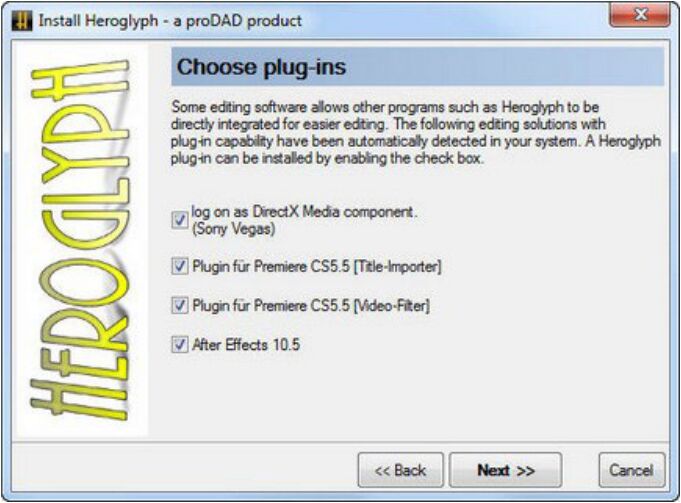 Install Heroglyph - a proDAD product
HEROGLYPH
Choose plug-ins
Some editing software allows other programs such as Heroglyph to be
directly integrated for easier editing. The following editing solutions with
plug-in capability have been automatically detected in your system. A Heroglyph
plug-in can be installed by enabling the check box.
log on as DirectX Media component.
(Sony Vegas)
Plugin für Premiere CS5.5 [Title-Importer]
Plugin für Premiere CS5.5 [Video-Filter]
After Effects 10.5
<< Back
Next >>
Cancel